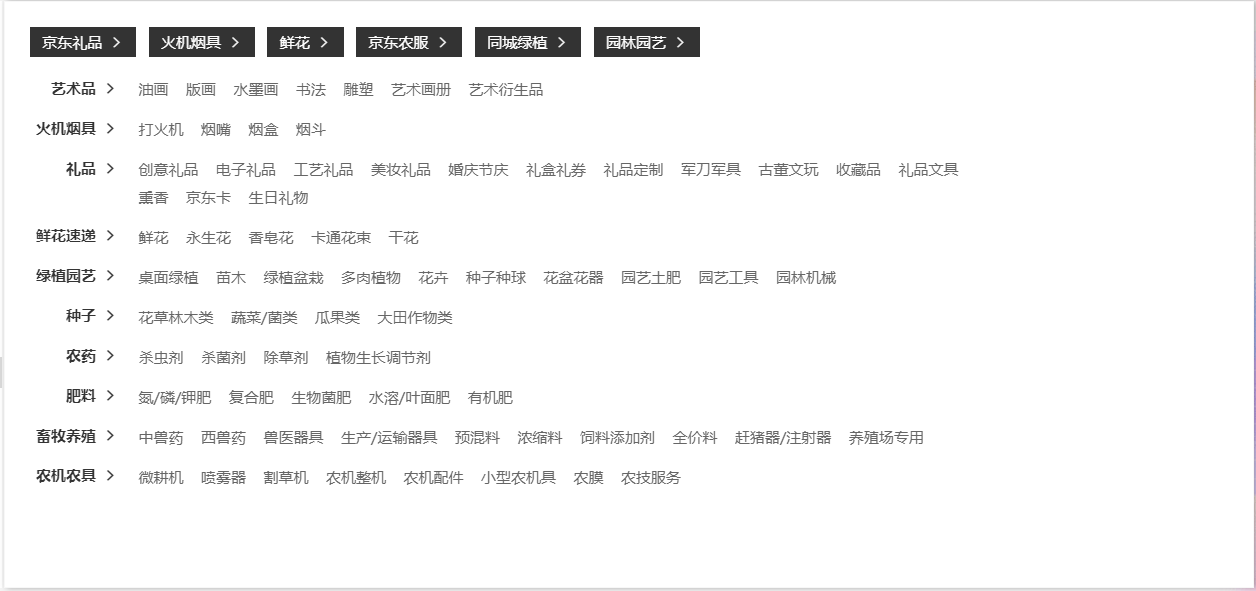 京东礼品 > 火机烟具 > 鲜花 > 京东农服 > 同城绿植 > 园林园艺 >
艺术品 > 油画 版画 水墨画 书法 雕塑 艺术画册 艺术衍生品
火机烟具 > 打火机 烟嘴 烟盒 烟斗
礼品 > 创意礼品 电子礼品 工艺礼品 美妆礼品 婚庆节庆 礼盒礼券 礼品定制 军刀军具 古董文玩 收藏品 礼品文具
熏香 京东卡 生日礼物
鲜花速递 > 鲜花 永生花 香皂花 卡通花束 干花
绿植园艺 > 桌面绿植 苗木 绿植盆栽 多肉植物 花卉 种子种球 花盆花器 园艺土肥 园艺工具 园林机械
种子 > 花草林木类 蔬菜/菌类 瓜果类 大田作物类
农药 > 杀虫剂 杀菌剂 除草剂 植物生长调节剂
肥料 > 氮/磷/钾肥 复合肥 生物菌肥 水溶/叶面肥 有机肥
畜牧养殖 > 中兽药 西兽药 兽医器具 生产/运输器具 预混料 浓缩料 饲料添加剂 全价料 赶猪器/注射器 养殖场专用
农机农具 > 微耕机 喷雾器 割草机 农机整机 农机配件 小型农机具 农膜 农技服务